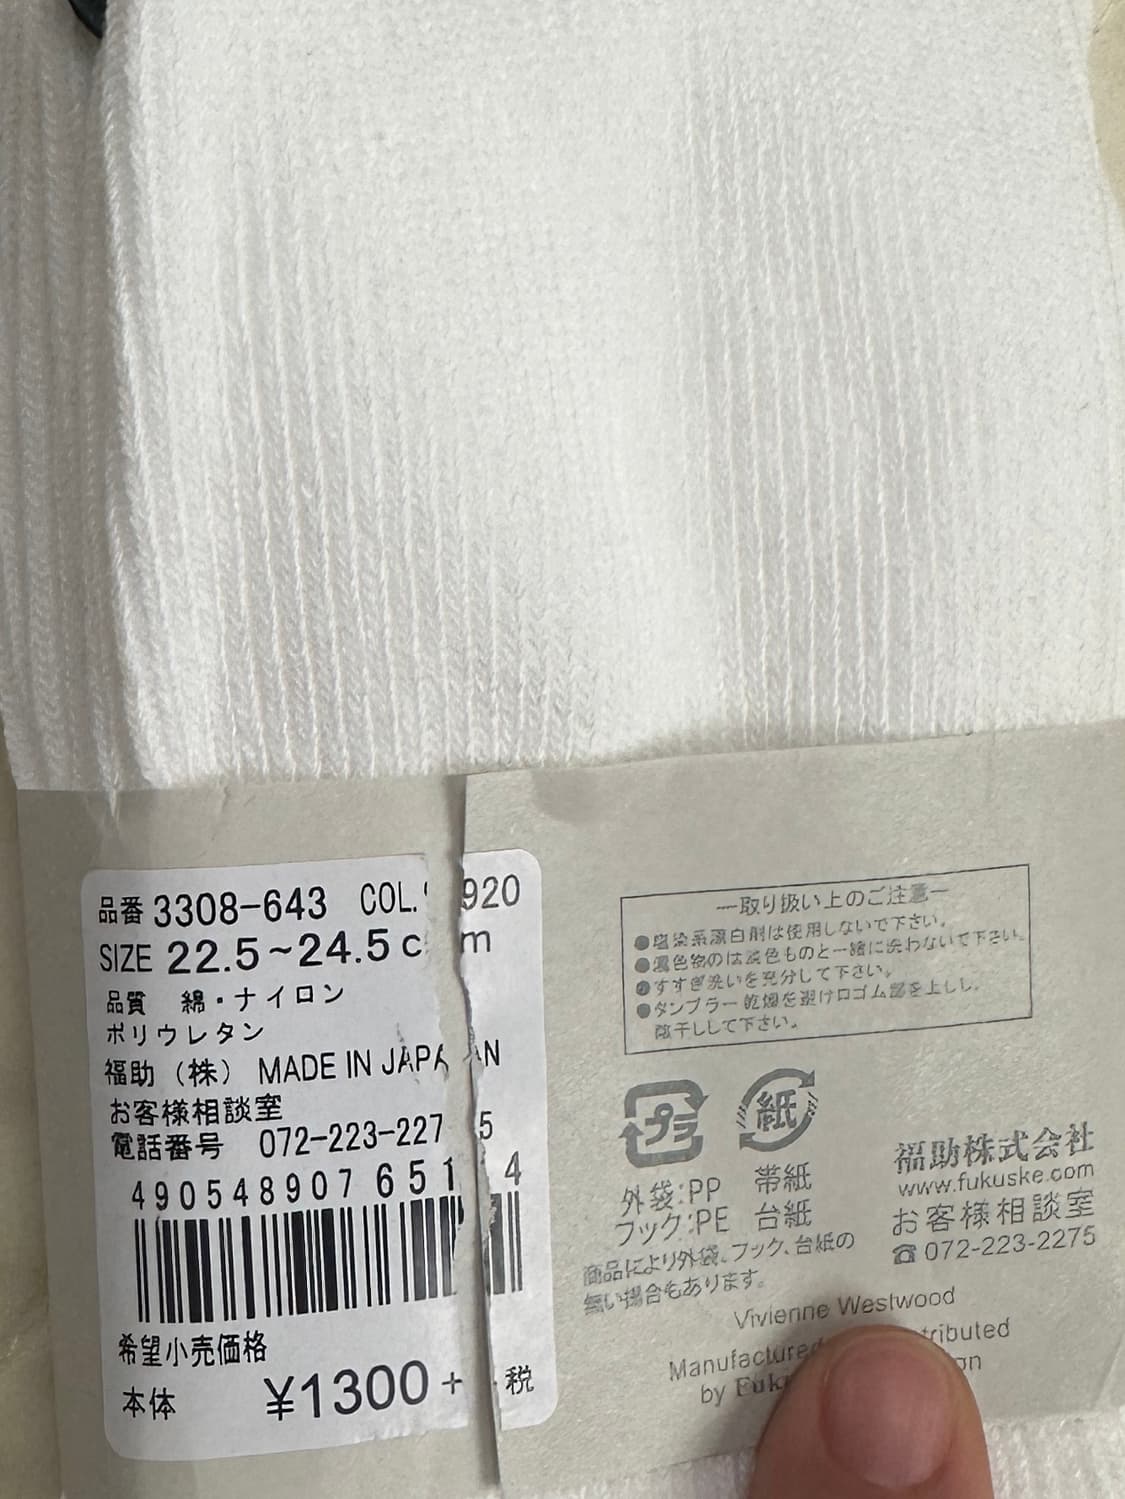 品番 3308-643 COL. 920
SIZE 22.5~24.5cm
品質 綿・ナイロン
ポリウレタン
福助（株） MADE IN JAPAN
お客様相談室
電話番号 072-223-2275
490548907651 4
希望小売価格
本体 ¥1300+税
ー取り扱い上のご注意ー
●塩素系漂白剤は使用しないで下さい。
●濃色物のは淡色ものと一緒に洗わないで下さい。
●すすぎ洗いを充分して下さい。
●タンブラー乾燥を避け口ゴム部を上にし、
陰干しして下さい。
プラ 紙
外袋:PP 帯紙
フック:PE 台紙
商品により外袋、フック、台紙の
無い場合もあります。
福助株式会社
www.fukuske.com
お客様相談室
☎072-223-2275
Vivienne Westwood
Manufactured
by